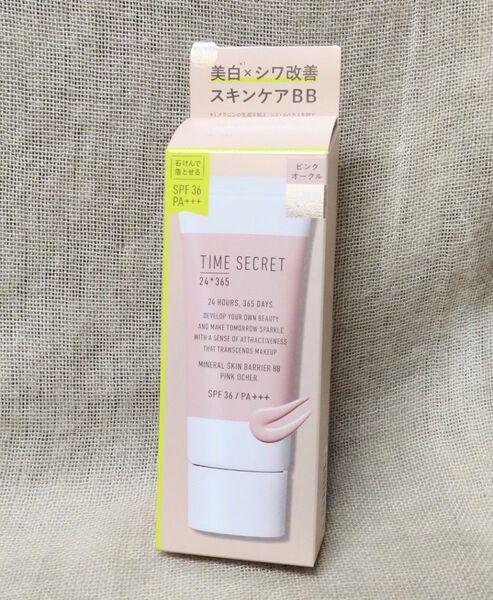 美白※1×シワ改善
スキンケアBB
石けんで
落とせる
SPF 36
PA+++
ピンク
オークル
TIME SECRET
24*365
24 HOURS, 365 DAYS.
DEVELOP YOUR OWN BEAUTY
AND MAKE TOMORROW SPARKLE
WITH A SENSE OF ATTRACTIVENESS
THAT TRANSCENDS MAKEUP
MINERAL SKIN BARRIER BB
PINK OCHER
SPF 36 / PA+++